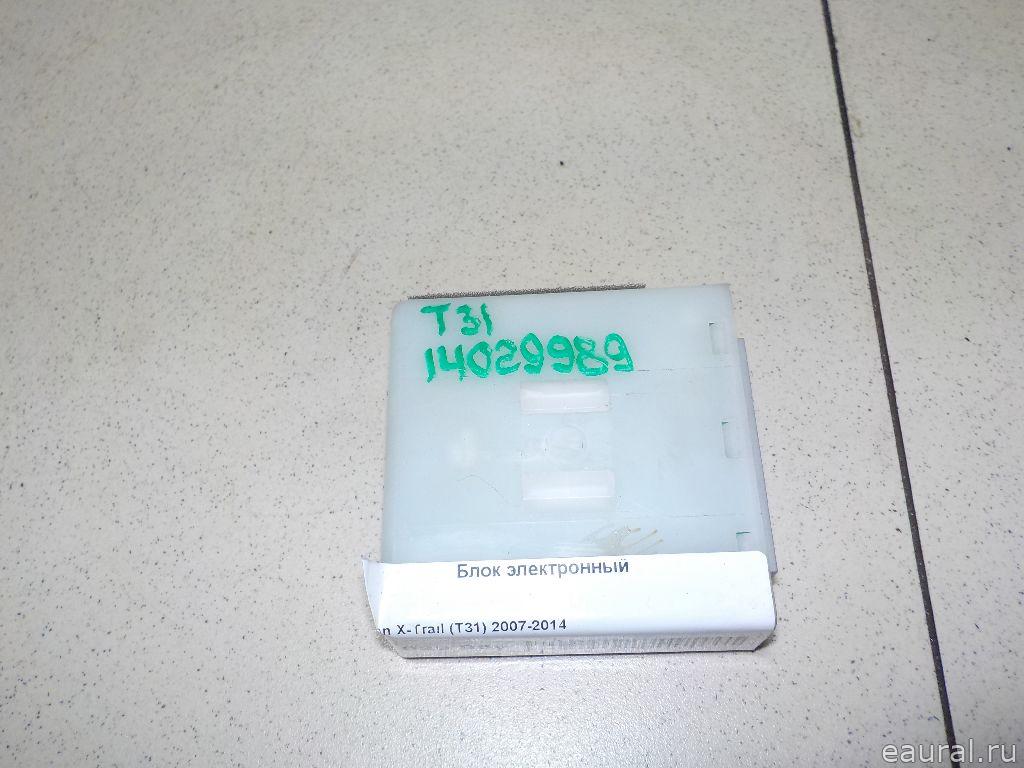 T31
14029989
Блок электронный
n X-Trail (T31) 2007-2014
eaural.ru